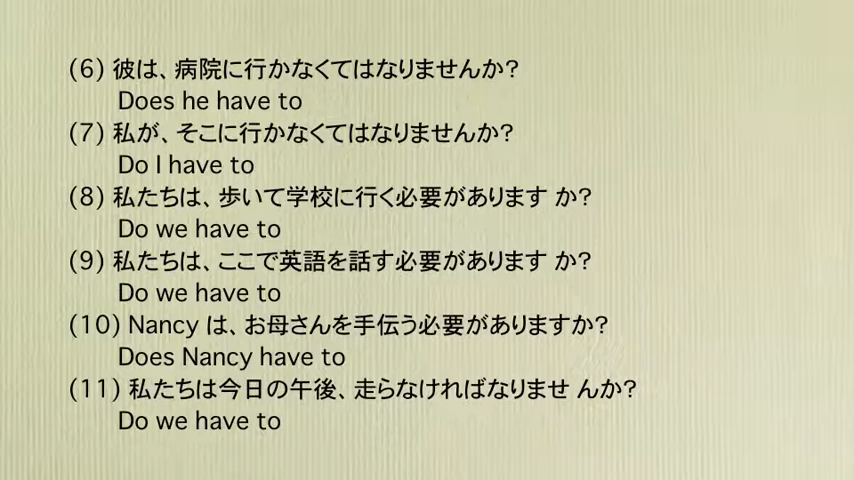 (6) 彼は、病院に行かなくてはなりませんか？
Does he have to
(7) 私が、そこに行かなくてはなりませんか？
Do I have to
(8) 私たちは、歩いて学校に行く必要があります か？
Do we have to
(9) 私たちは、ここで英語を話す必要があります か？
Do we have to
(10) Nancy は、お母さんを手伝う必要がありますか？
Does Nancy have to
(11) 私たちは今日の午後、走らなければなりませ んか？
Do we have to